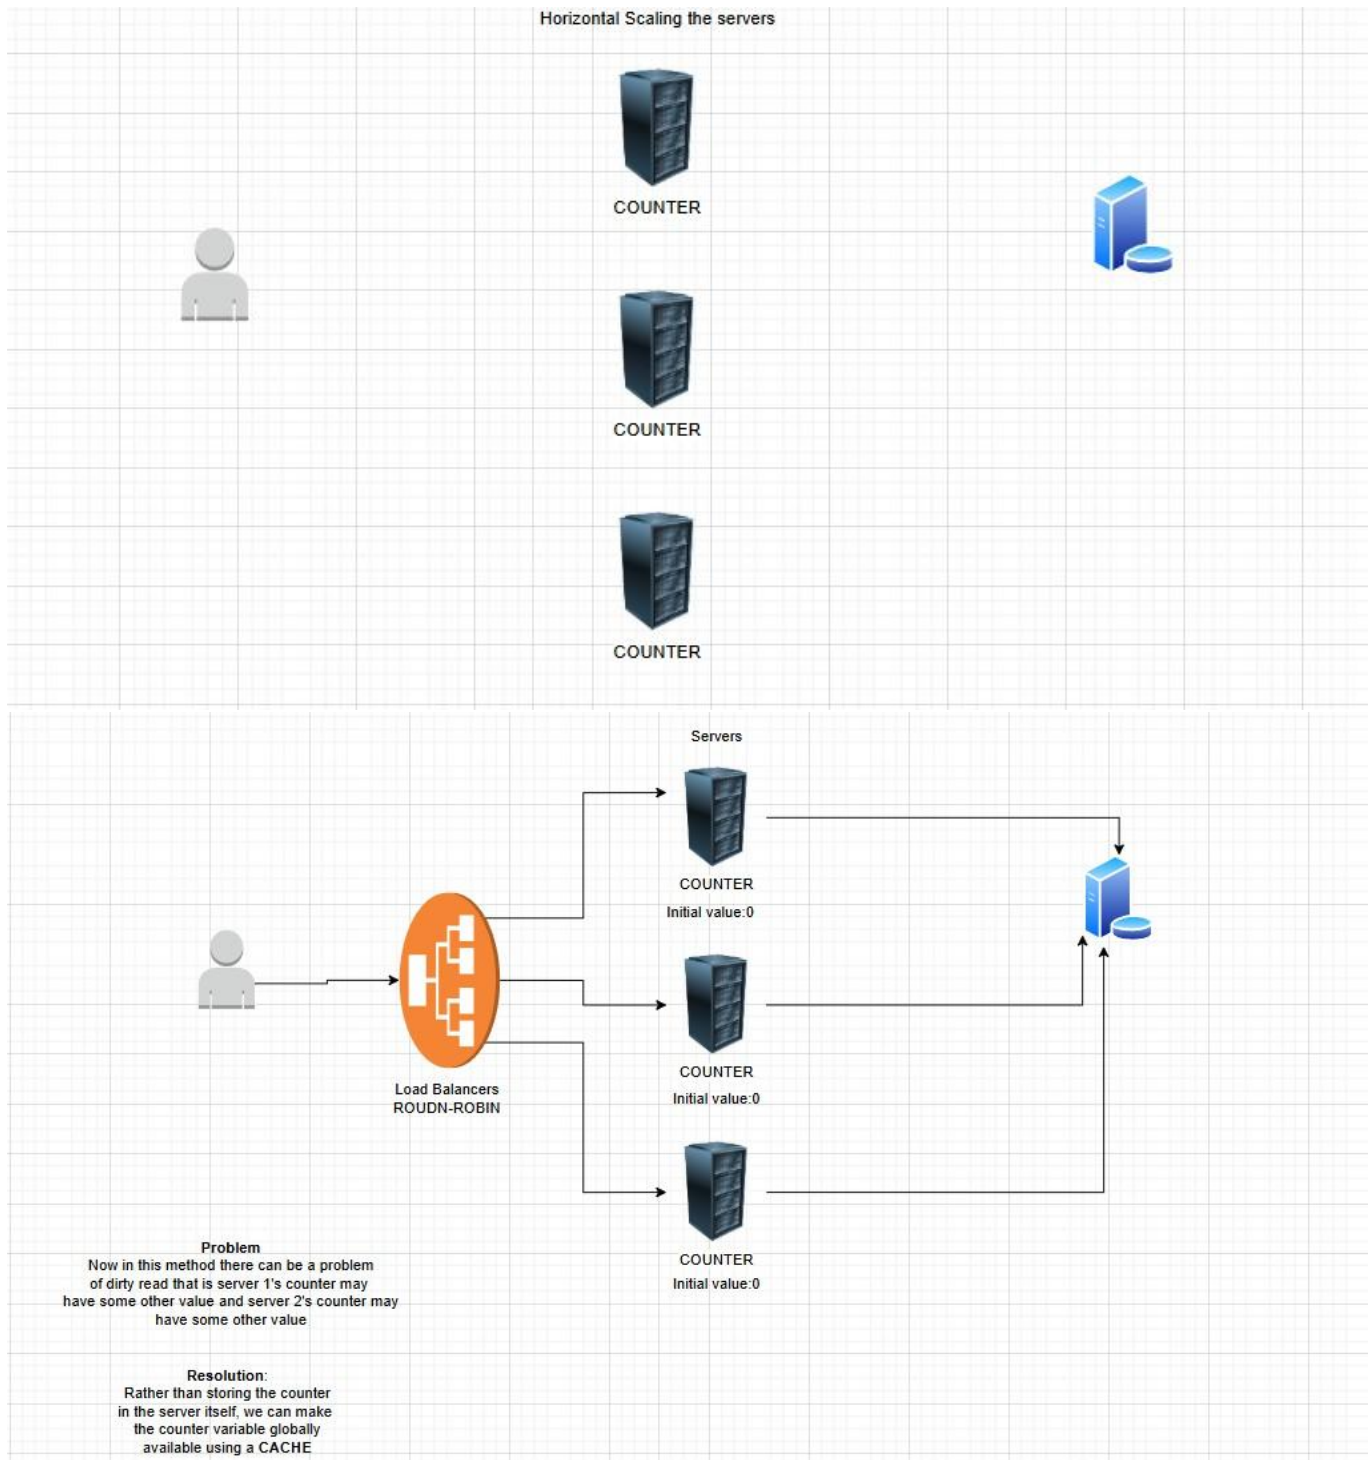 Horizontal Scaling the servers
COUNTER
COUNTER
COUNTER
Servers
COUNTER
Initial value:0
COUNTER
Initial value:0
COUNTER
Initial value:0
Load Balancers
ROUDN-ROBIN
Problem
Now in this method there can be a problem
of dirty read that is server 1's counter may
have some other value and server 2's counter may
have some other value
Resolution:
Rather than storing the counter
in the server itself, we can make
the counter variable globally
available using a CACHE